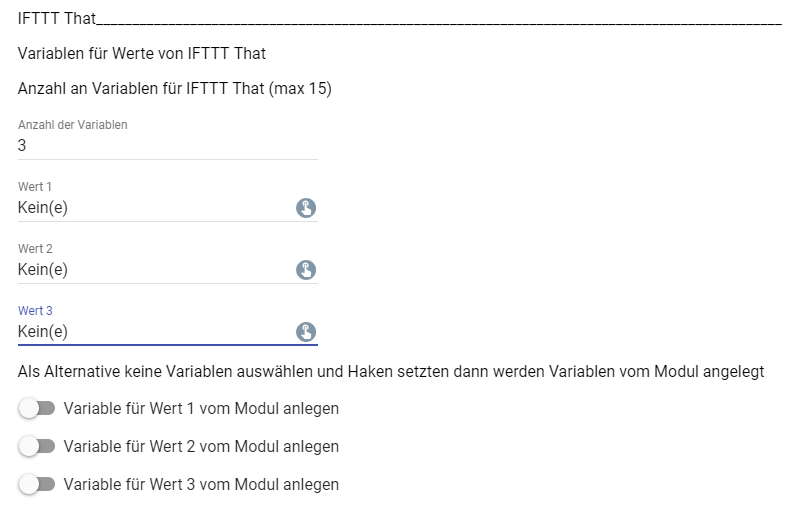 IFTTT That______________________________________________________________________________________
Variablen für Werte von IFTTT That
Anzahl an Variablen für IFTTT That (max 15)
Anzahl der Variablen
3
Wert 1
Kein(e)
Wert 2
Kein(e)
Wert 3
Kein(e)
Als Alternative keine Variablen auswählen und Haken setzten dann werden Variablen vom Modul angelegt
Variable für Wert 1 vom Modul anlegen
Variable für Wert 2 vom Modul anlegen
Variable für Wert 3 vom Modul anlegen